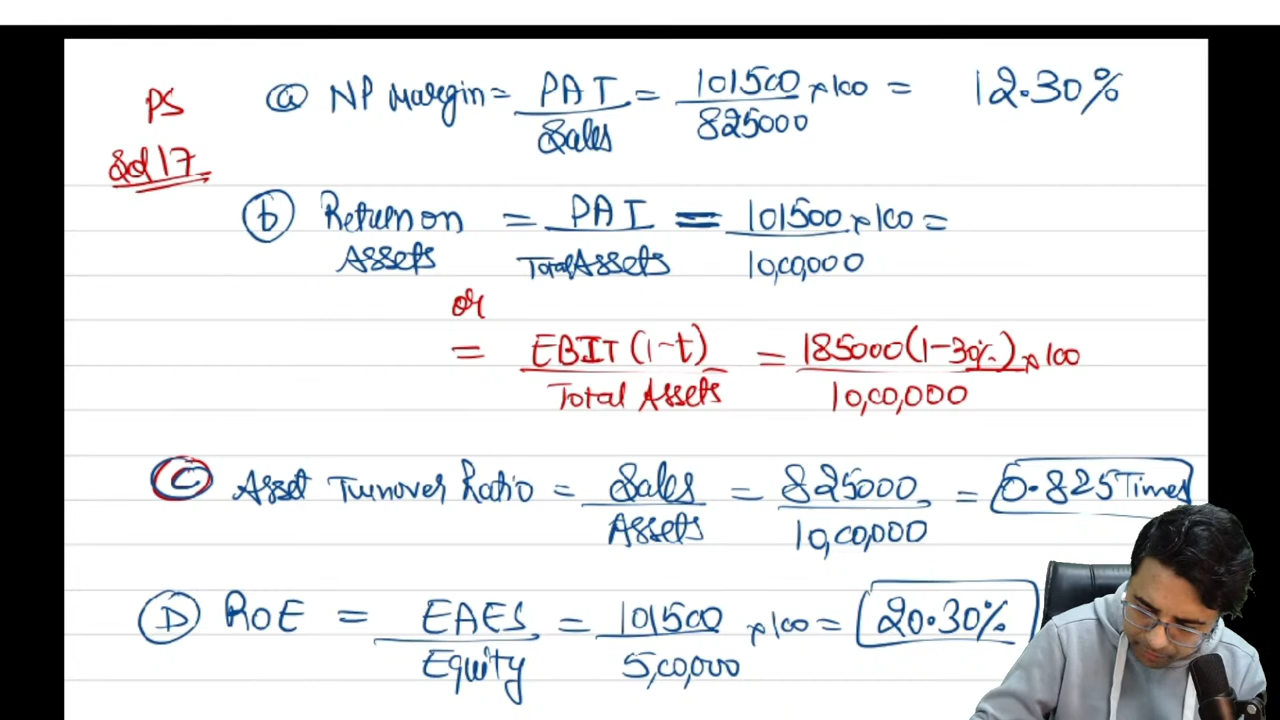 PS
Sol 17
(a) NP Margin = PAT / Sales = 101500 / 825000 × 100 = 12.30%
(b) Return on Assets = PAT / Total Assets = 101500 / 10,00,000 × 100 =
or
= EBIT (1-t) / Total Assets = 185000 (1-30%) / 10,00,000 × 100
(C) Asset Turnover Ratio = Sales / Assets = 825000 / 10,00,000 = 0.825 Times
(D) ROE = EAES / Equity = 101500 / 5,00,000 × 100 = 20.30%